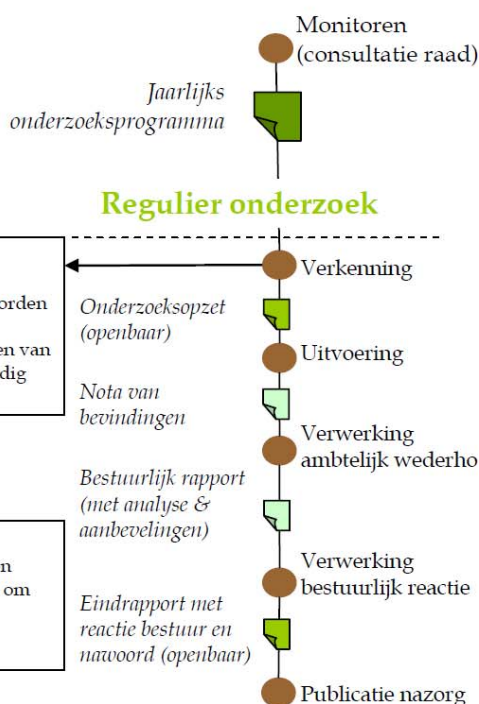 Monitoren
(consultatie raad)
Jaarlijks
onderzoeksprogramma
Regulier onderzoek
Verkenning
orden
en van
dig
Onderzoeksopzet
(openbaar)
Uitvoering
Nota van
bevindingen
Verwerking
ambtelijk wederho
Bestuurlijk rapport
(met analyse &
aanbevelingen)
n
om
Verwerking
bestuurlijk reactie
Eindrapport met
reactie bestuur en
nawoord (openbaar)
Publicatie nazorg